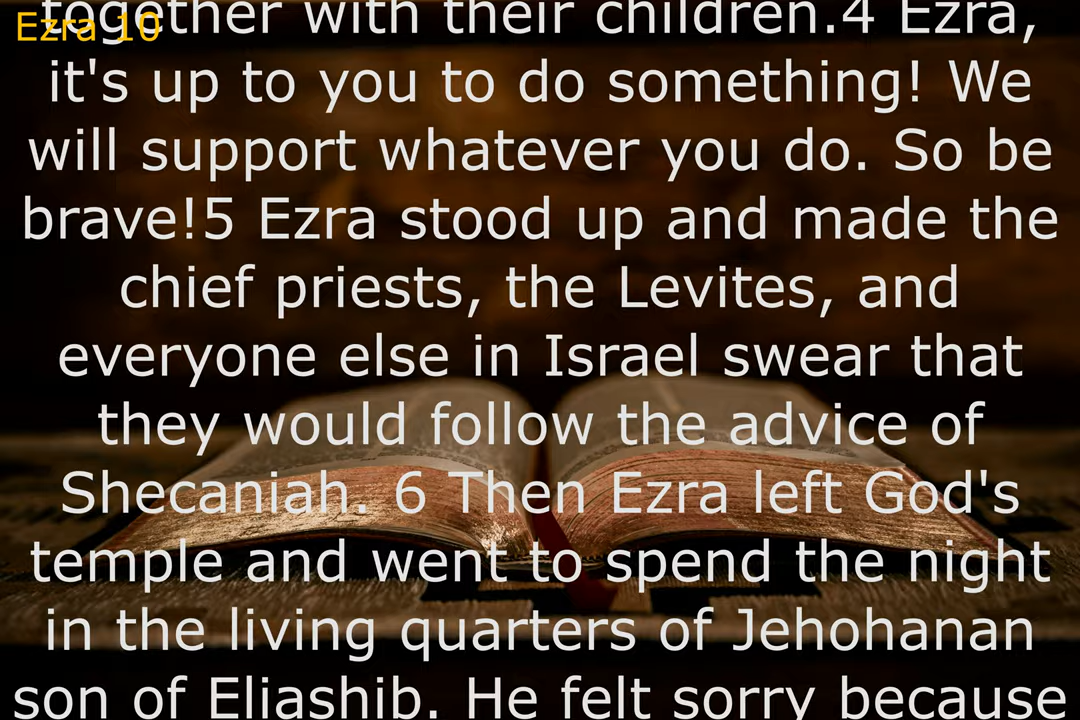 Ezra 10
together with their children.4 Ezra,
it's up to you to do something! We
will support whatever you do. So be
brave!5 Ezra stood up and made the
chief priests, the Levites, and
everyone else in Israel swear that
they would follow the advice of
Shecaniah. 6 Then Ezra left God's
temple and went to spend the night
in the living quarters of Jehohanan
son of Eliashib. He felt sorry because